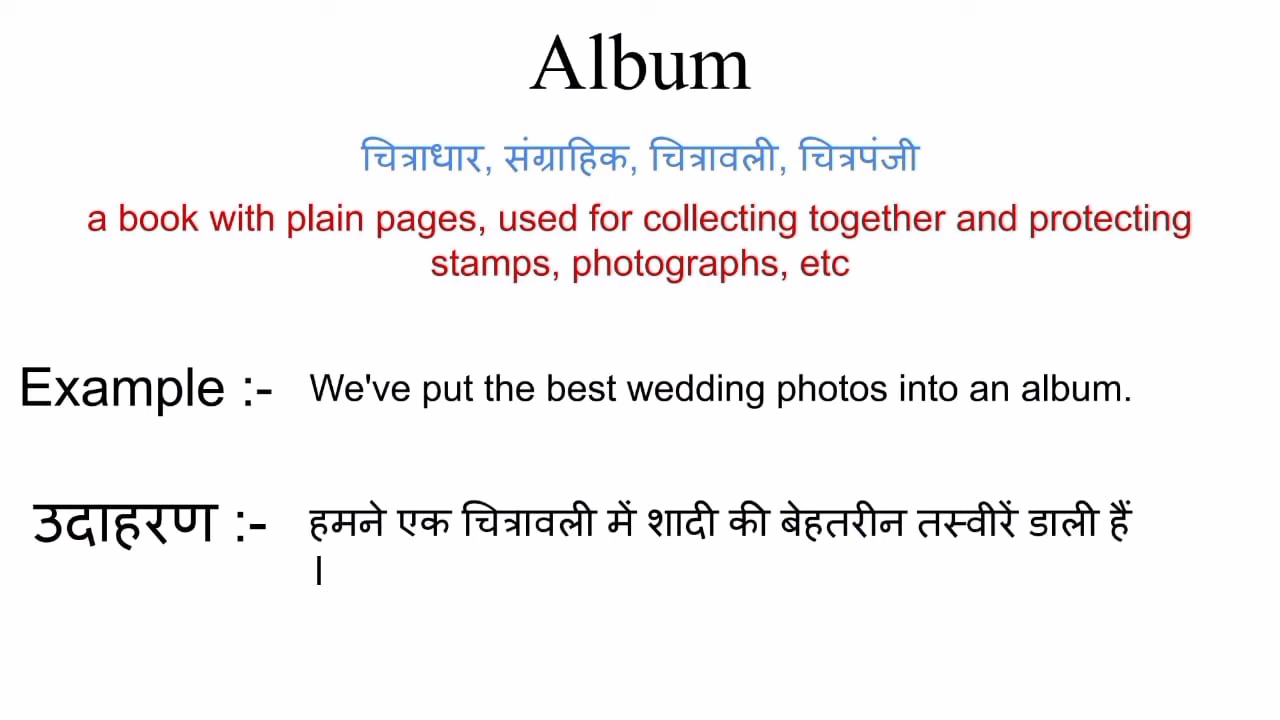 Album
चित्राधार, संग्राहिक, चित्रावली, चित्रपंजी
a book with plain pages, used for collecting together and protecting
stamps, photographs, etc
Example :- We've put the best wedding photos into an album.
उदाहरण :- हमने एक चित्रावली में शादी की बेहतरीन तस्वीरें डाली हैं
।